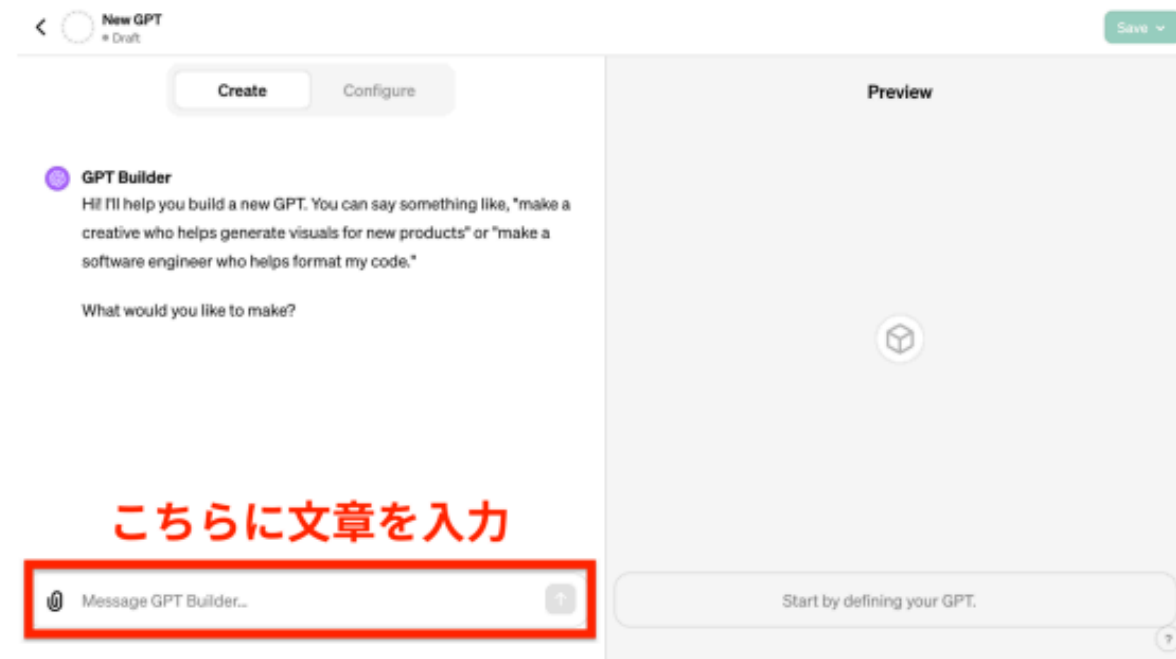 New GPT
Draft
Save
Create
Configure
Preview
GPT Builder
Hi! I'll help you build a new GPT. You can say something like, "make a
creative who helps generate visuals for new products" or "make a
software engineer who helps format my code."
What would you like to make?
こちらに文章を入力
Message GPT Builder...
Start by defining your GPT.
?